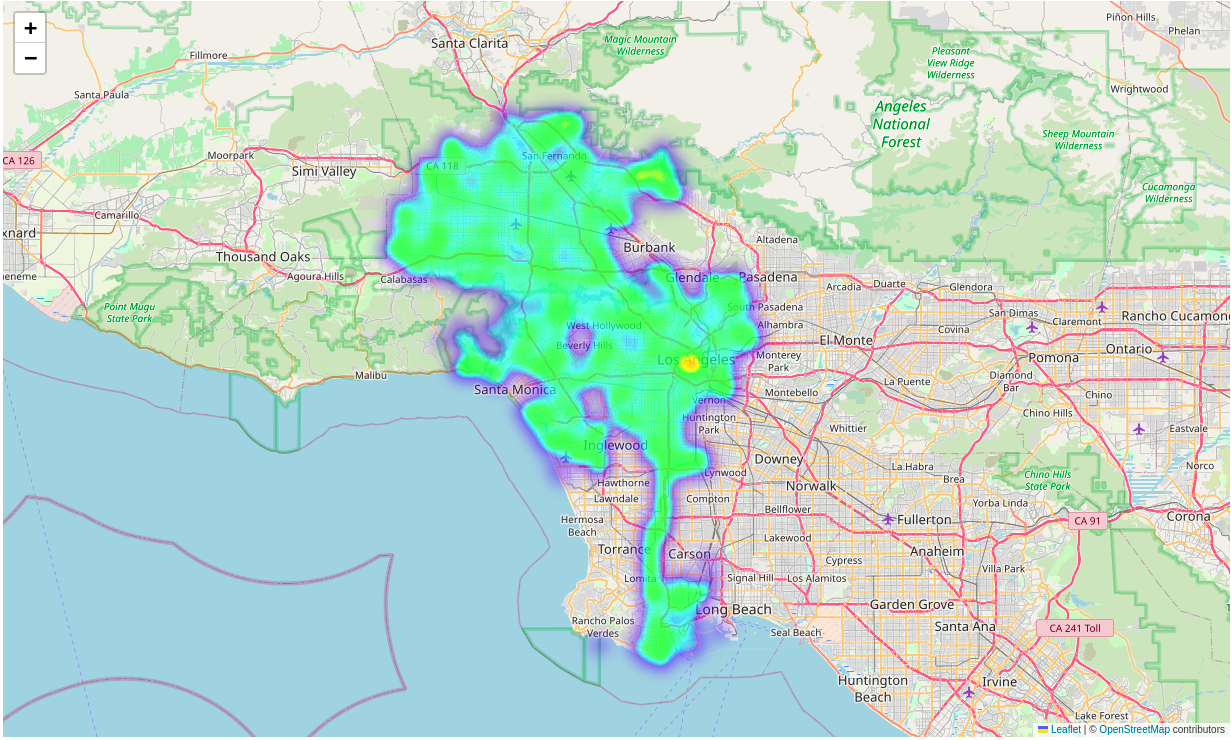 +
−
Piñon Hills
Phelan
Santa Clarita
Magic Mountain
Wilderness
Fillmore
Pleasant
View Ridge
Wilderness
Santa Paula
Wrightwood
Angeles
National
Forest
Sheep Mountain
Wilderness
CA 126
Moorpark
CA 118
San Fernando
Simi Valley
Cucamonga
Wilderness
Camarillo
xnard
Burbank
Altadena
Thousand Oaks
ueneme
Agoura Hills
Calabasas
Glendale
Pasadena
Arcadia
Duarte
Glendora
Point Mugu
State Park
South Pasadena
San Dimas
Rancho Cucamong
West Hollywood
Alhambra
Covina
Claremont
Beverly Hills
El Monte
Ontario
Los Angeles
Monterey
Park
Pomona
Malibu
Santa Monica
La Puente
Diamond
Bar
Montebello
Chino
Vernon
Huntington
Park
Chino Hills
Whittier
Eastvale
Inglewood
Downey
La Habra
Norco
Lynwood
Brea
Chino Hills
State Park
Hawthorne
Norwalk
Lawndale
Compton
Yorba Linda
Bellflower
Hermosa
Beach
Fullerton
CA 91
Corona
Lakewood
Torrance
Carson
Anaheim
Cypress
Villa Park
Lomita
Signal Hill
Los Alamitos
Long Beach
Garden Grove
Rancho Palos
Verdes
Seal Beach
Santa Ana
CA 241 Toll
Huntington
Beach
Irvine
Lake Forest
Leaflet | © OpenStreetMap contributors